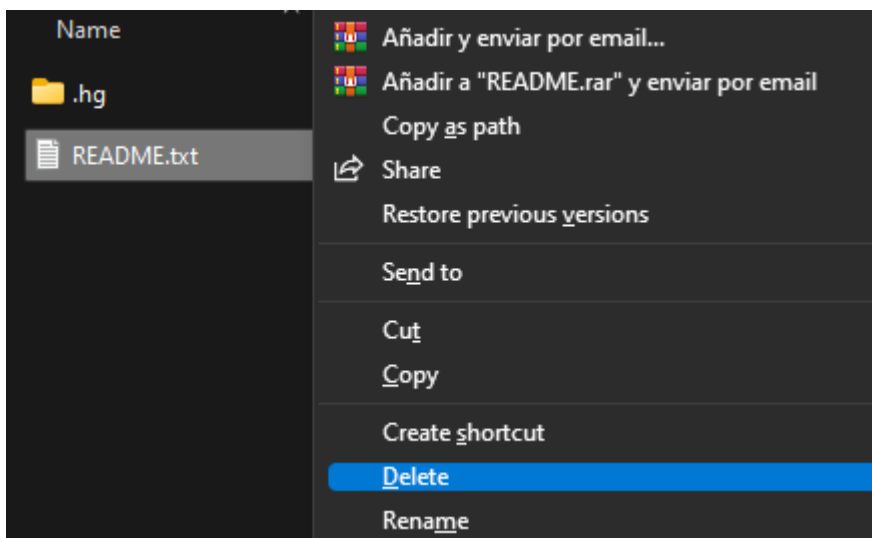 Name
.hg
README.txt
Añadir y enviar por email...
Añadir a "README.rar" y enviar por email
Copy as path
Share
Restore previous versions
Send to
Cut
Copy
Create shortcut
Delete
Rename